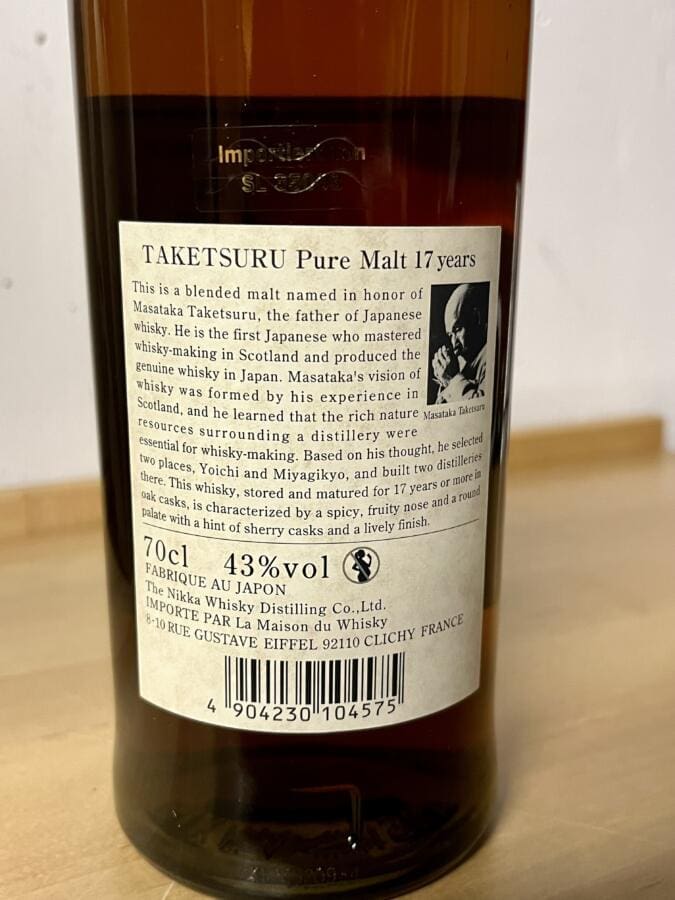 TAKETSURU Pure Malt 17 years
This is a blended malt named in honor of
Masataka Taketsuru, the father of Japanese
whisky. He is the first Japanese who mastered
whisky-making in Scotland and produced the
genuine whisky in Japan. Masataka's vision of
whisky was formed by his experience in
Scotland, and he learned that the rich nature
resources surrounding a distillery were
essential for whisky-making. Based on his thought, he selected
two places, Yoichi and Miyagikyo, and built two distilleries
there. This whisky, stored and matured for 17 years or more in
oak casks, is characterized by a spicy, fruity nose and a round
palate with a hint of sherry casks and a lively finish.
Masataka Taketsuru
70cl 43%vol
FABRIQUE AU JAPON
The Nikka Whisky Distilling Co.,Ltd.
IMPORTE PAR La Maison du Whisky
8-10 RUE GUSTAVE EIFFEL 92110 CLICHY FRANCE
4 904230 104575